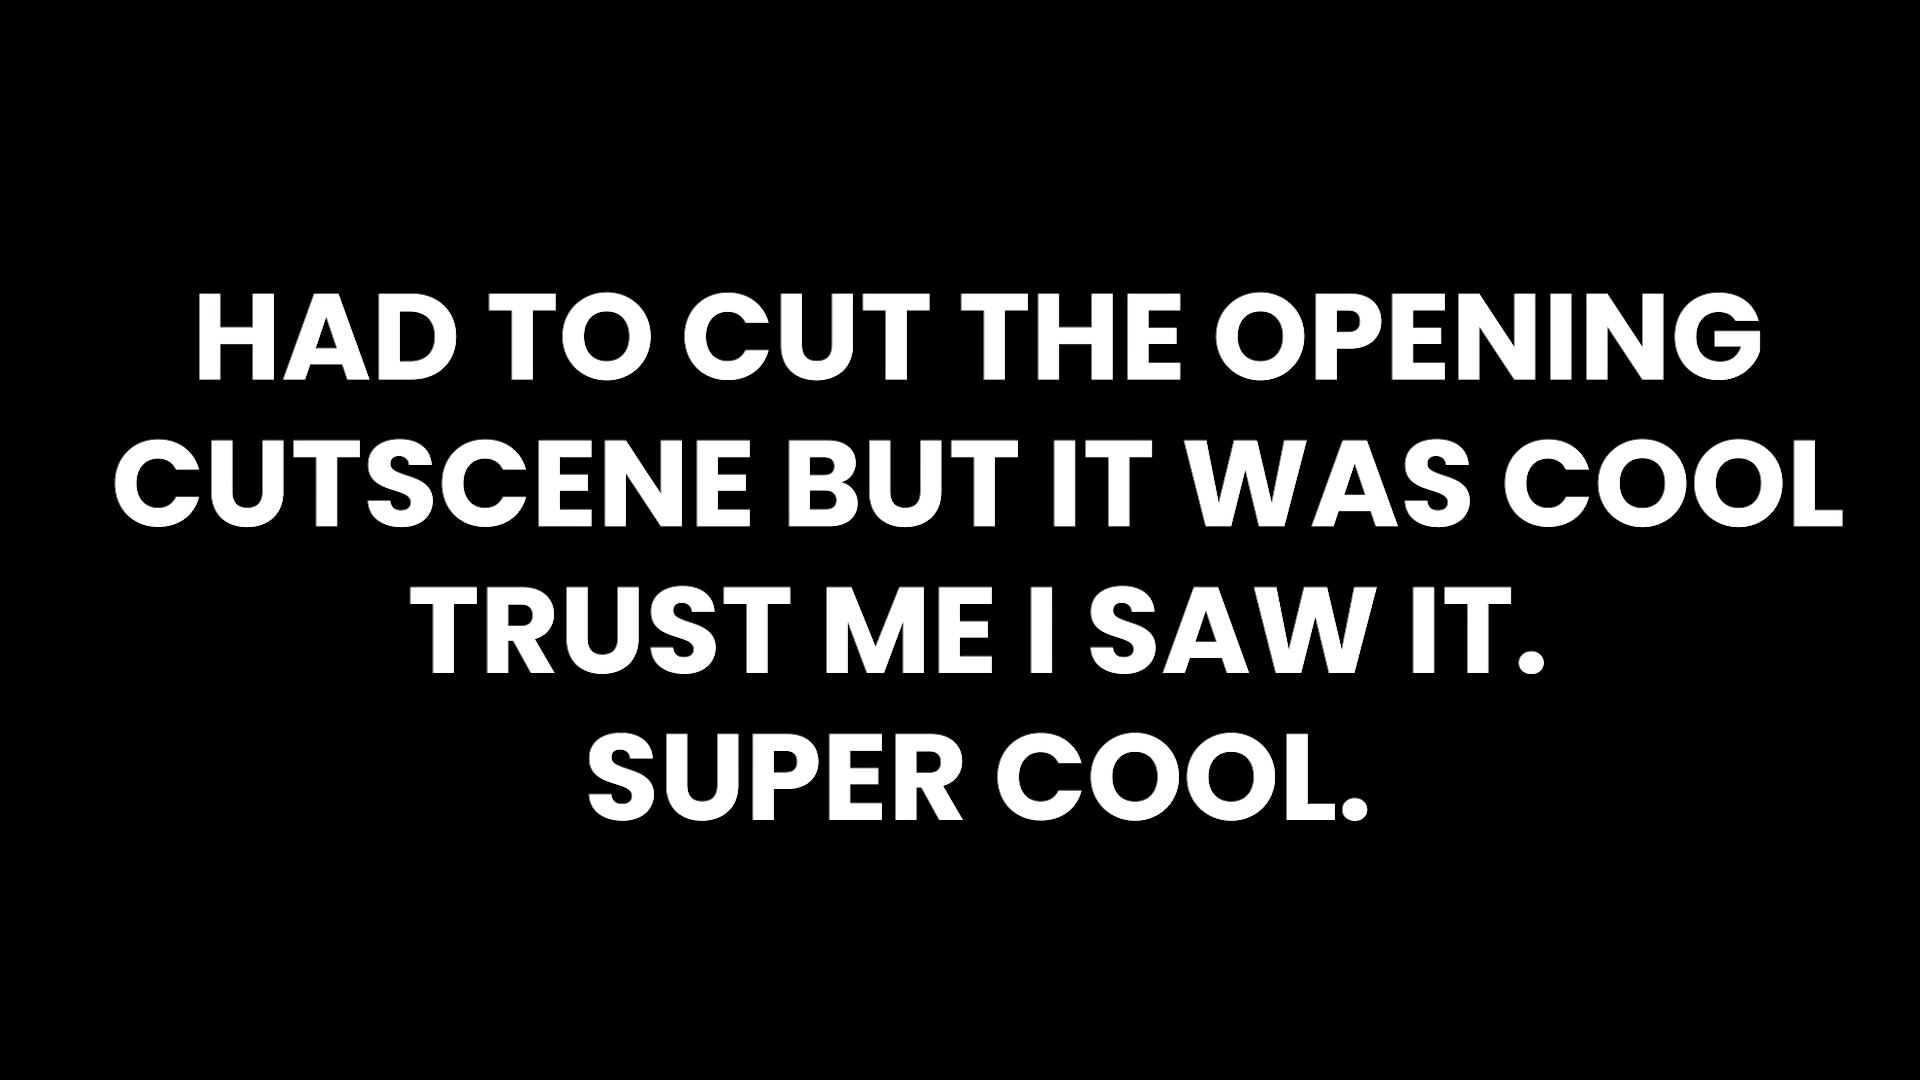 HAD TO CUT THE OPENING
CUTSCENE BUT IT WAS COOL
TRUST ME I SAW IT.
SUPER COOL.